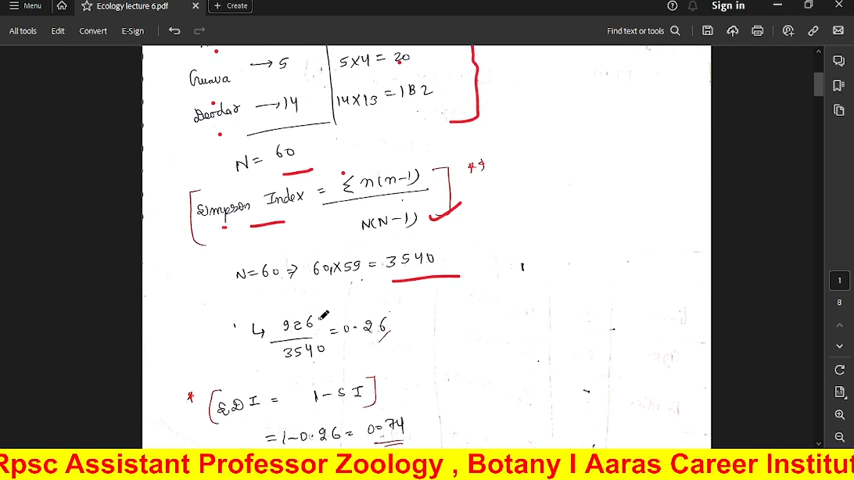 Menu
Ecology lecture 6.pdf
+ Create
Sign in
All tools Edit Convert E-Sign
Find text or tools
Guava → 5 5x4 = 20
Deodar → 14 14x13 = 182
N = 60
[Simpson Index = Σ n(n-1)
N(N-1) ] **
N=60 ⇒ 60x59 = 3540
↳ 926
3540 = 0.26
* [SDI = 1-SI]
= 1-0.26 = 0.74
1
8
Rpsc Assistant Professor Zoology , Botany I Aaras Career Institut